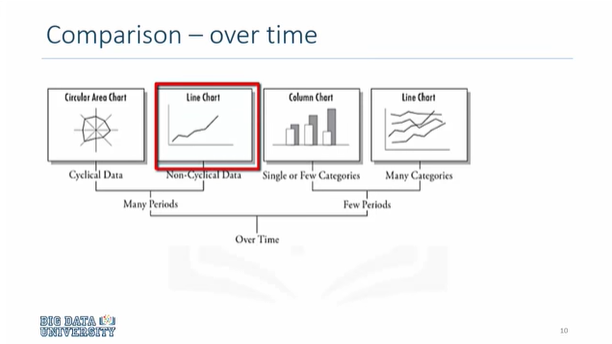 Comparison – over time
Circular Area Chart
Line Chart
Column Chart
Line Chart
Cyclical Data
Non-Cyclical Data
Single or Few Categories
Many Categories
Many Periods
Few Periods
Over Time
BIG DATA
UNIVERSITY
10